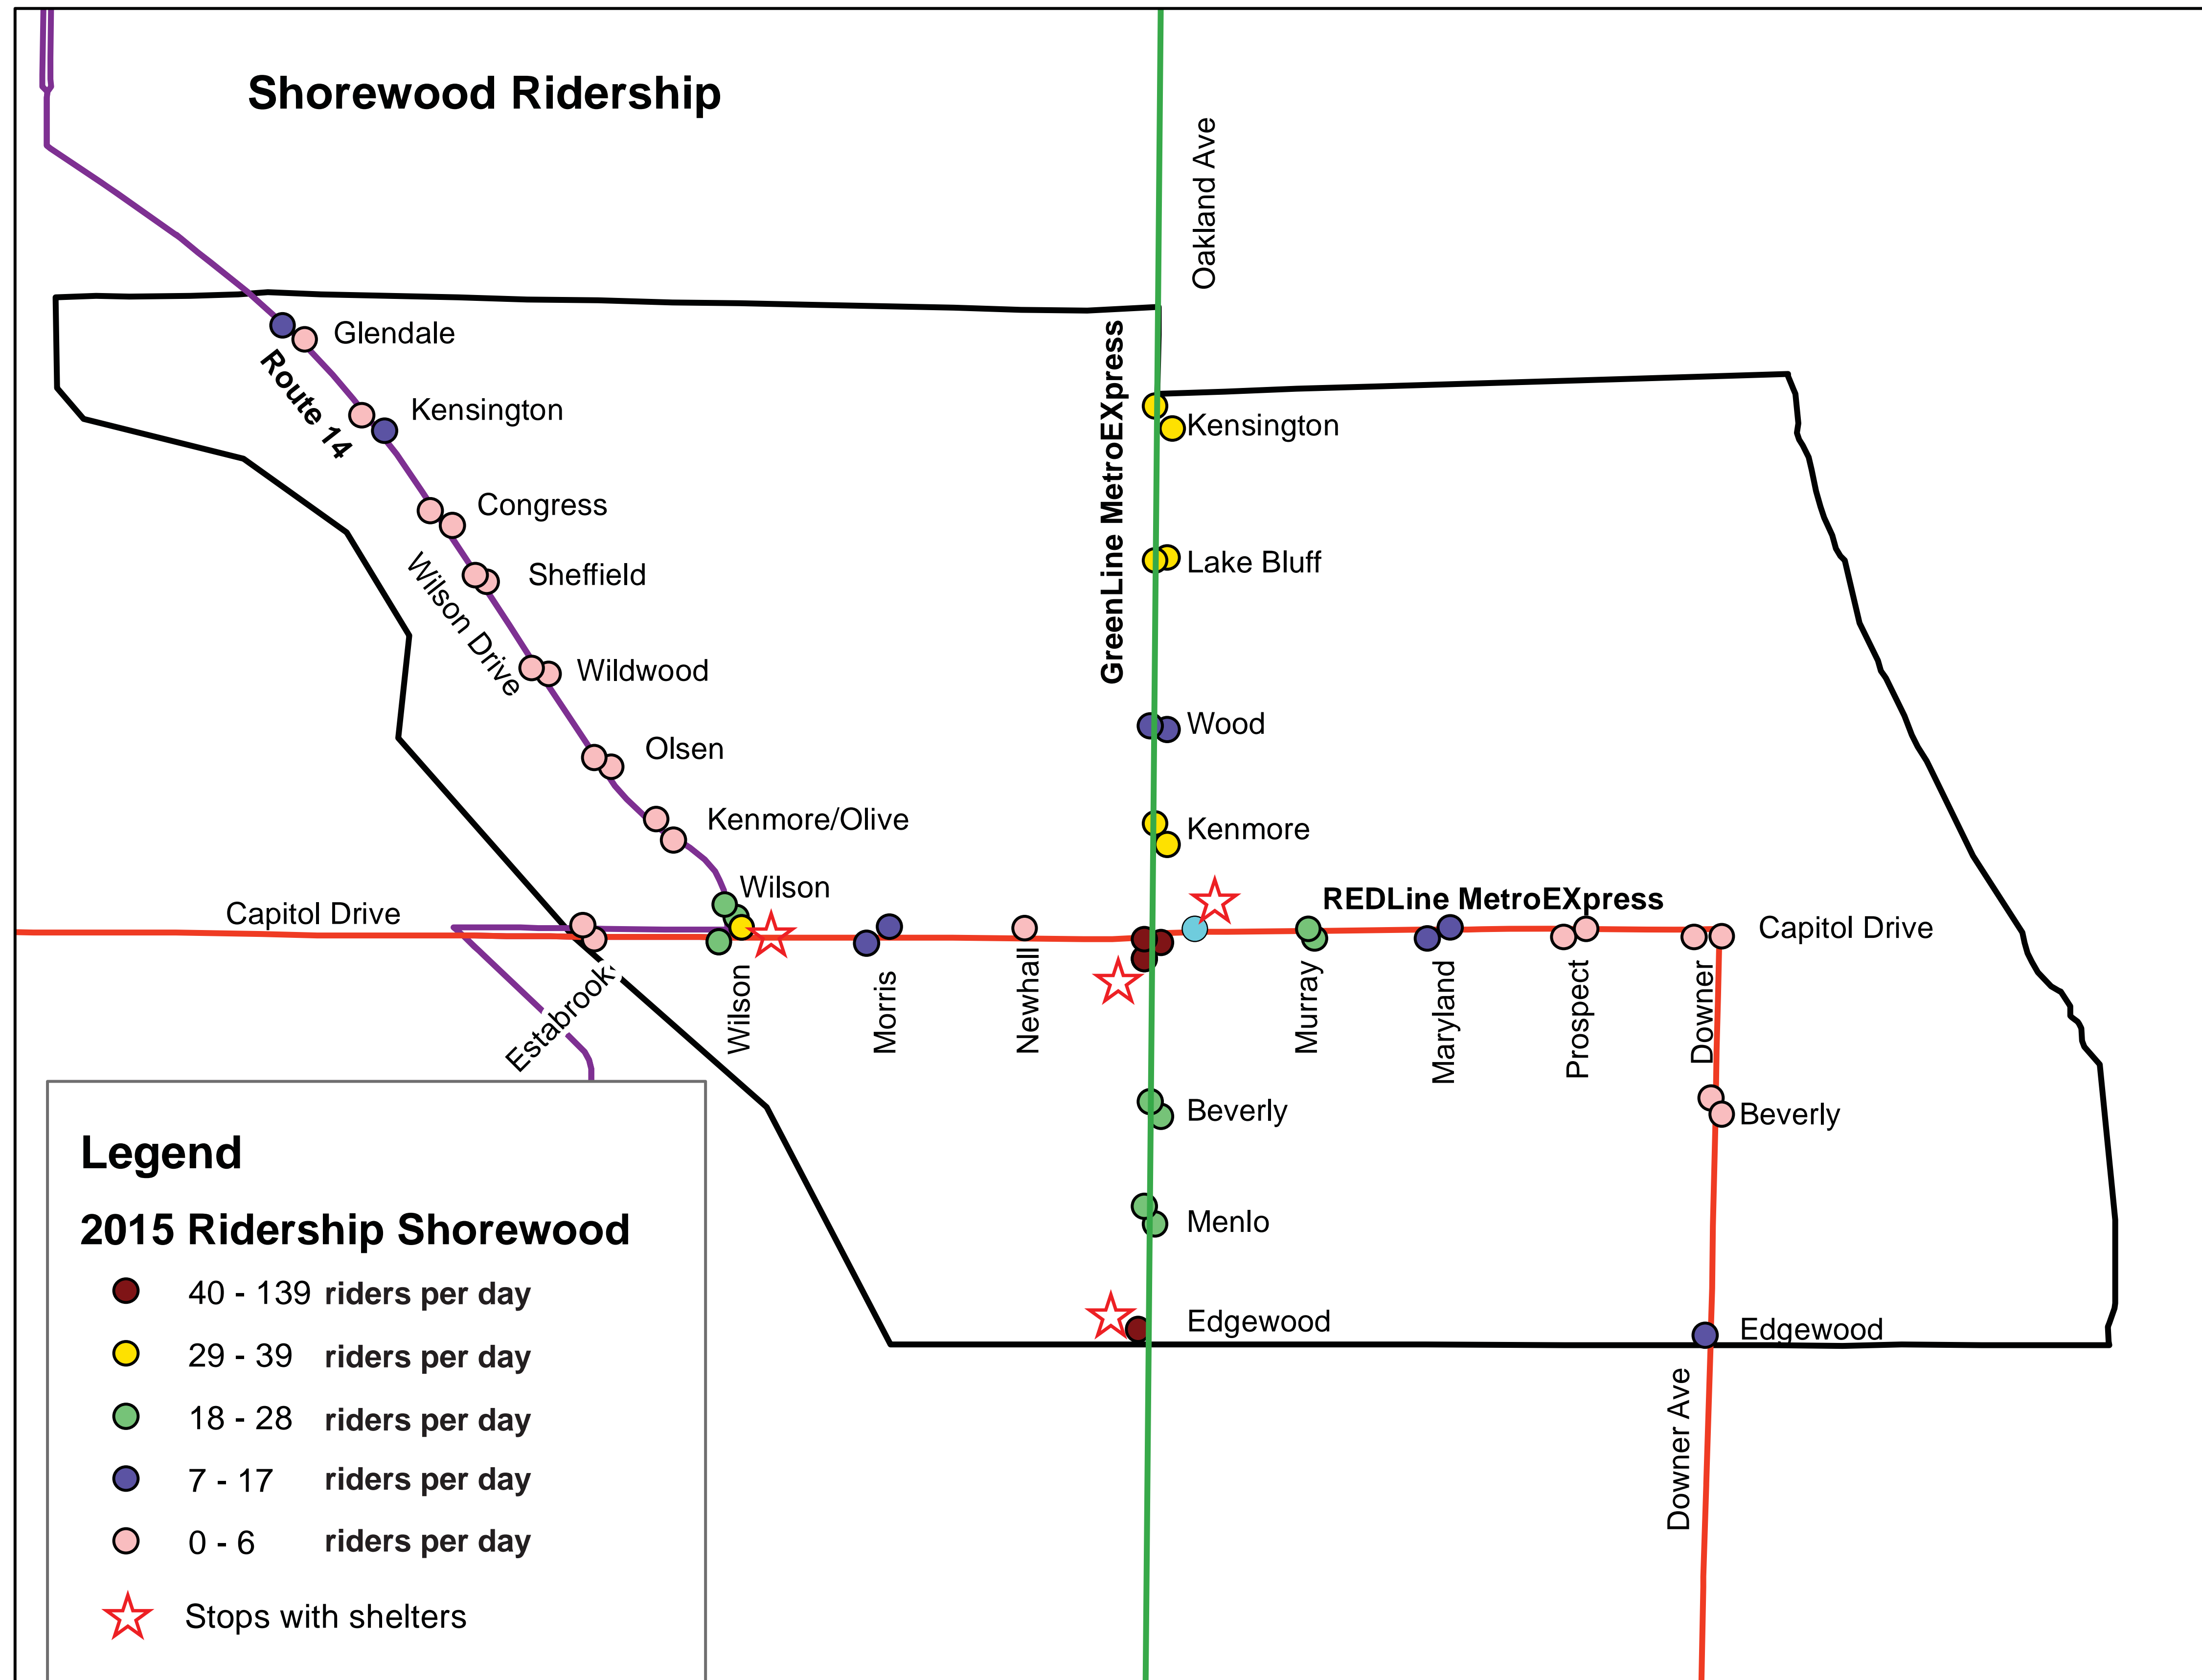 Shorewood Ridership
Oakland Ave
Glendale
Route 14
Kensington
GreenLine MetroEXpress
Kensington
Congress
Lake Bluff
Sheffield
Wilson Drive
Wildwood
Wood
Olsen
Kenmore/Olive
Kenmore
Wilson
Capitol Drive
REDLine MetroEXpress
Capitol Drive
Estabrook
Wilson
Morris
Newhall
Murray
Maryland
Prospect
Downer
Beverly
Beverly
Menlo
Edgewood
Edgewood
Downer Ave
Legend
2015 Ridership Shorewood
40 - 139 riders per day
29 - 39 riders per day
18 - 28 riders per day
7 - 17 riders per day
0 - 6 riders per day
Stops with shelters